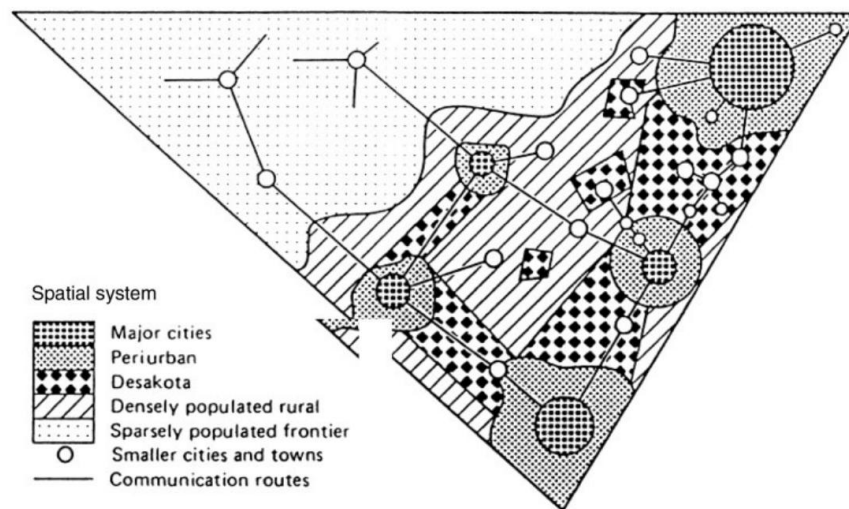 Spatial system
Major cities
Periurban
Desakota
Densely populated rural
Sparsely populated frontier
Smaller cities and towns
Communication routes